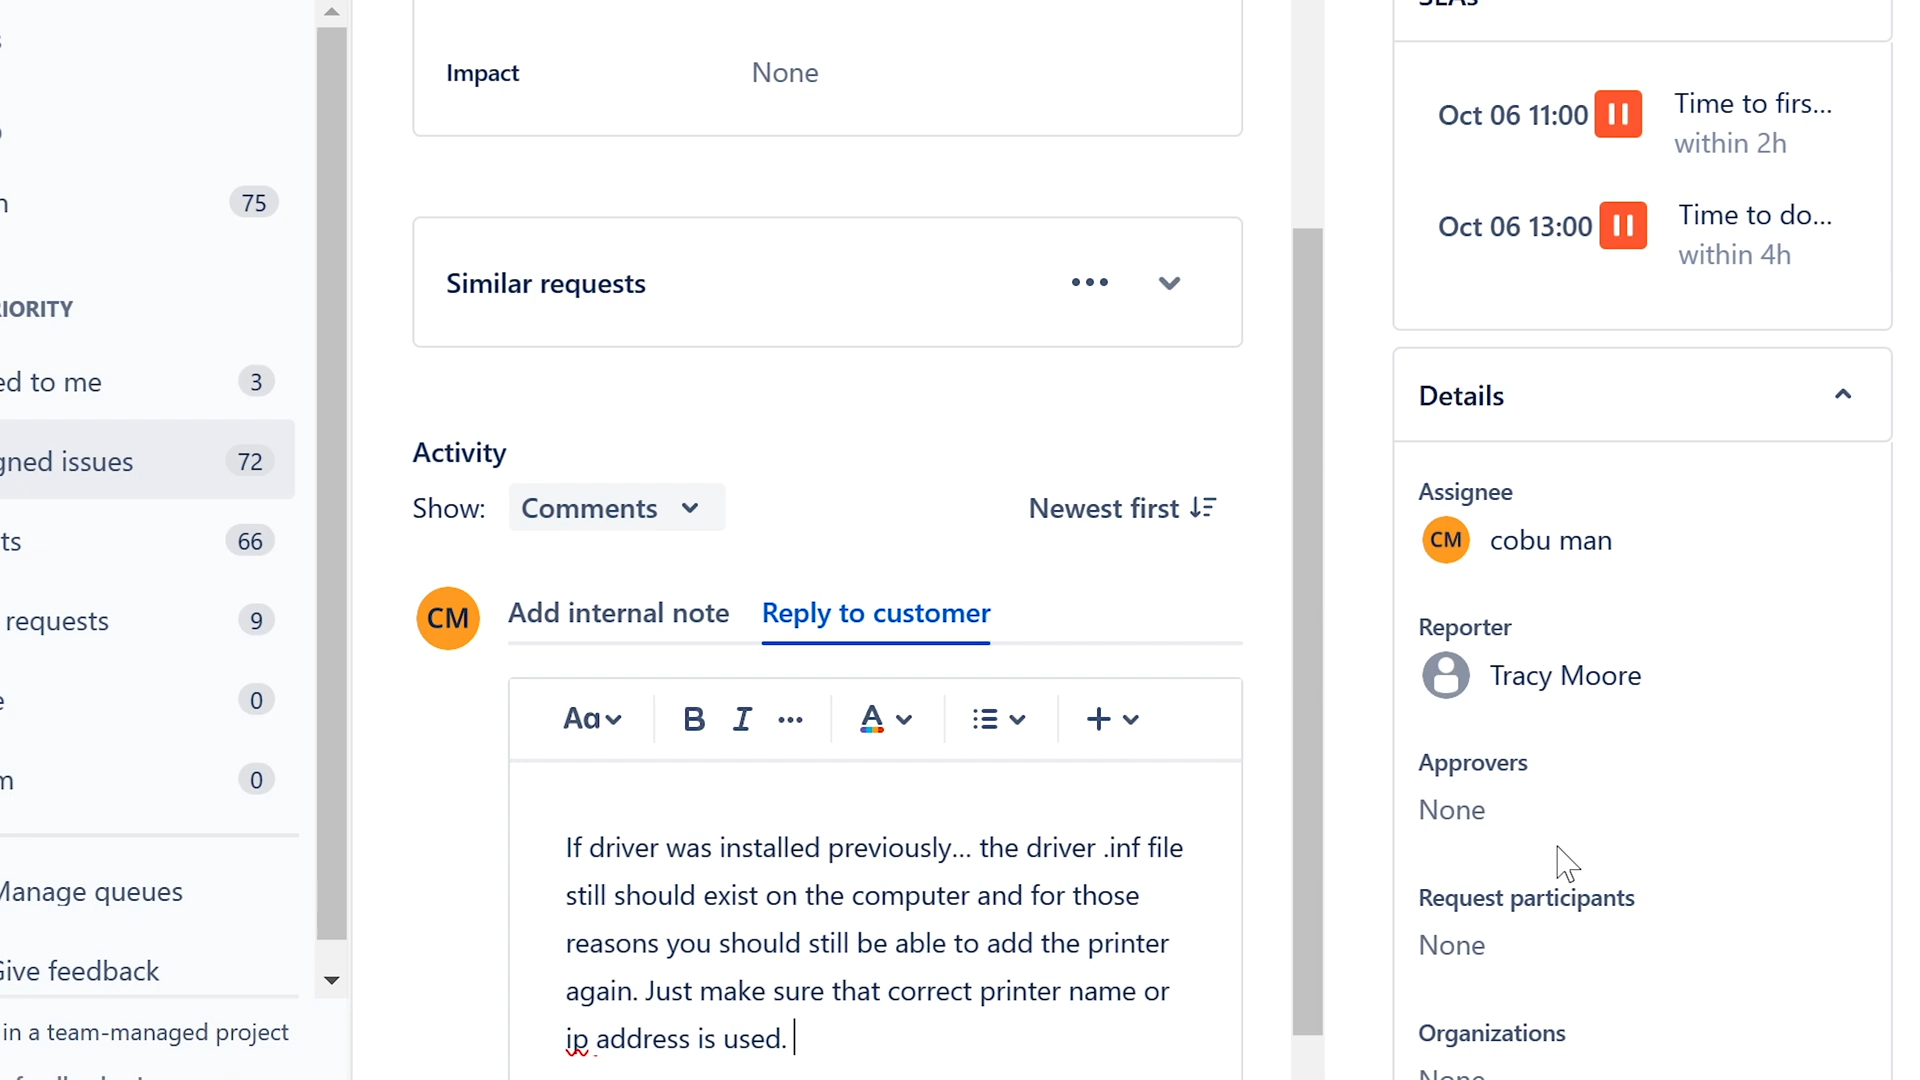 75
IORITY
ed to me 3
gned issues 72
ts 66
requests 9
e 0
m 0
Manage queues
Give feedback
in a team-managed project
Impact None
Similar requests
Activity
Show: Comments Newest first
CM Add internal note Reply to customer
Aa B I A
If driver was installed previously... the driver .inf file
still should exist on the computer and for those
reasons you should still be able to add the printer
again. Just make sure that correct printer name or
ip address is used.
SLAs
Oct 06 11:00 Time to firs...
within 2h
Oct 06 13:00 Time to do...
within 4h
Details
Assignee
CM cobu man
Reporter
Tracy Moore
Approvers
None
Request participants
None
Organizations
None